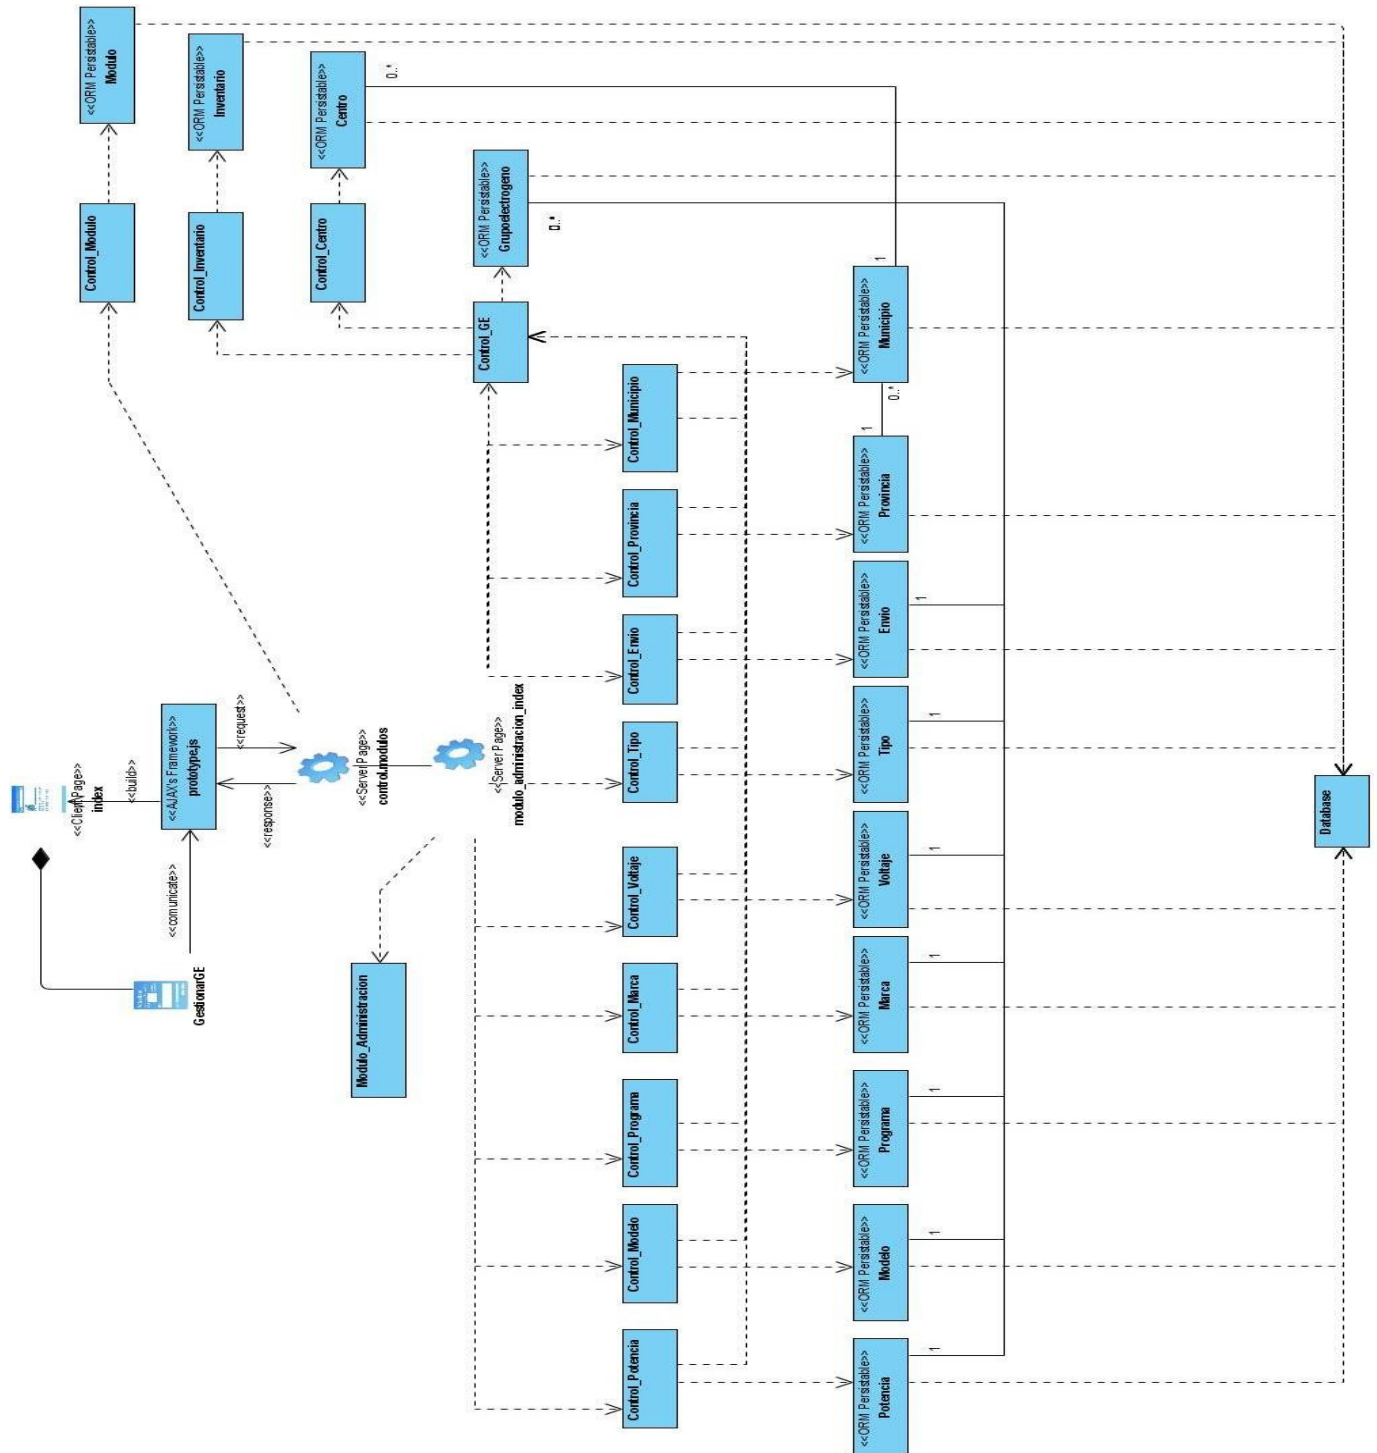 <<ORM Persistable>>
Modulo
<<ORM Persistable>>
Inventario
<<ORM Persistable>>
Centro
0..*
Control_Modulo
Control_Inventario
Control_Centro
<<ORM Persistable>>
Grupoelectrogeno
0..*
Control_GE
<<Client Page>>
index
<<build>>
<<AJAX's Framework>>
prototype.js
<<comunicate>>
GestionarGE
<<request>>
<<response>>
<<Server Page>>
control.modulos
<<Server Page>>
modulo_administracion_index
Modulo_Administracion
Control_Municipio
Control_Provincia
Control_Envio
Control_Tipo
Control_Voltaje
Control_Marca
Control_Programa
Control_Modelo
Control_Potencia
1
<<ORM Persistable>>
Municipio
0..*
1
<<ORM Persistable>>
Provincia
1
<<ORM Persistable>>
Envio
1
<<ORM Persistable>>
Tipo
1
<<ORM Persistable>>
Voltaje
1
<<ORM Persistable>>
Marca
1
<<ORM Persistable>>
Programa
1
<<ORM Persistable>>
Modelo
1
<<ORM Persistable>>
Potencia
Database